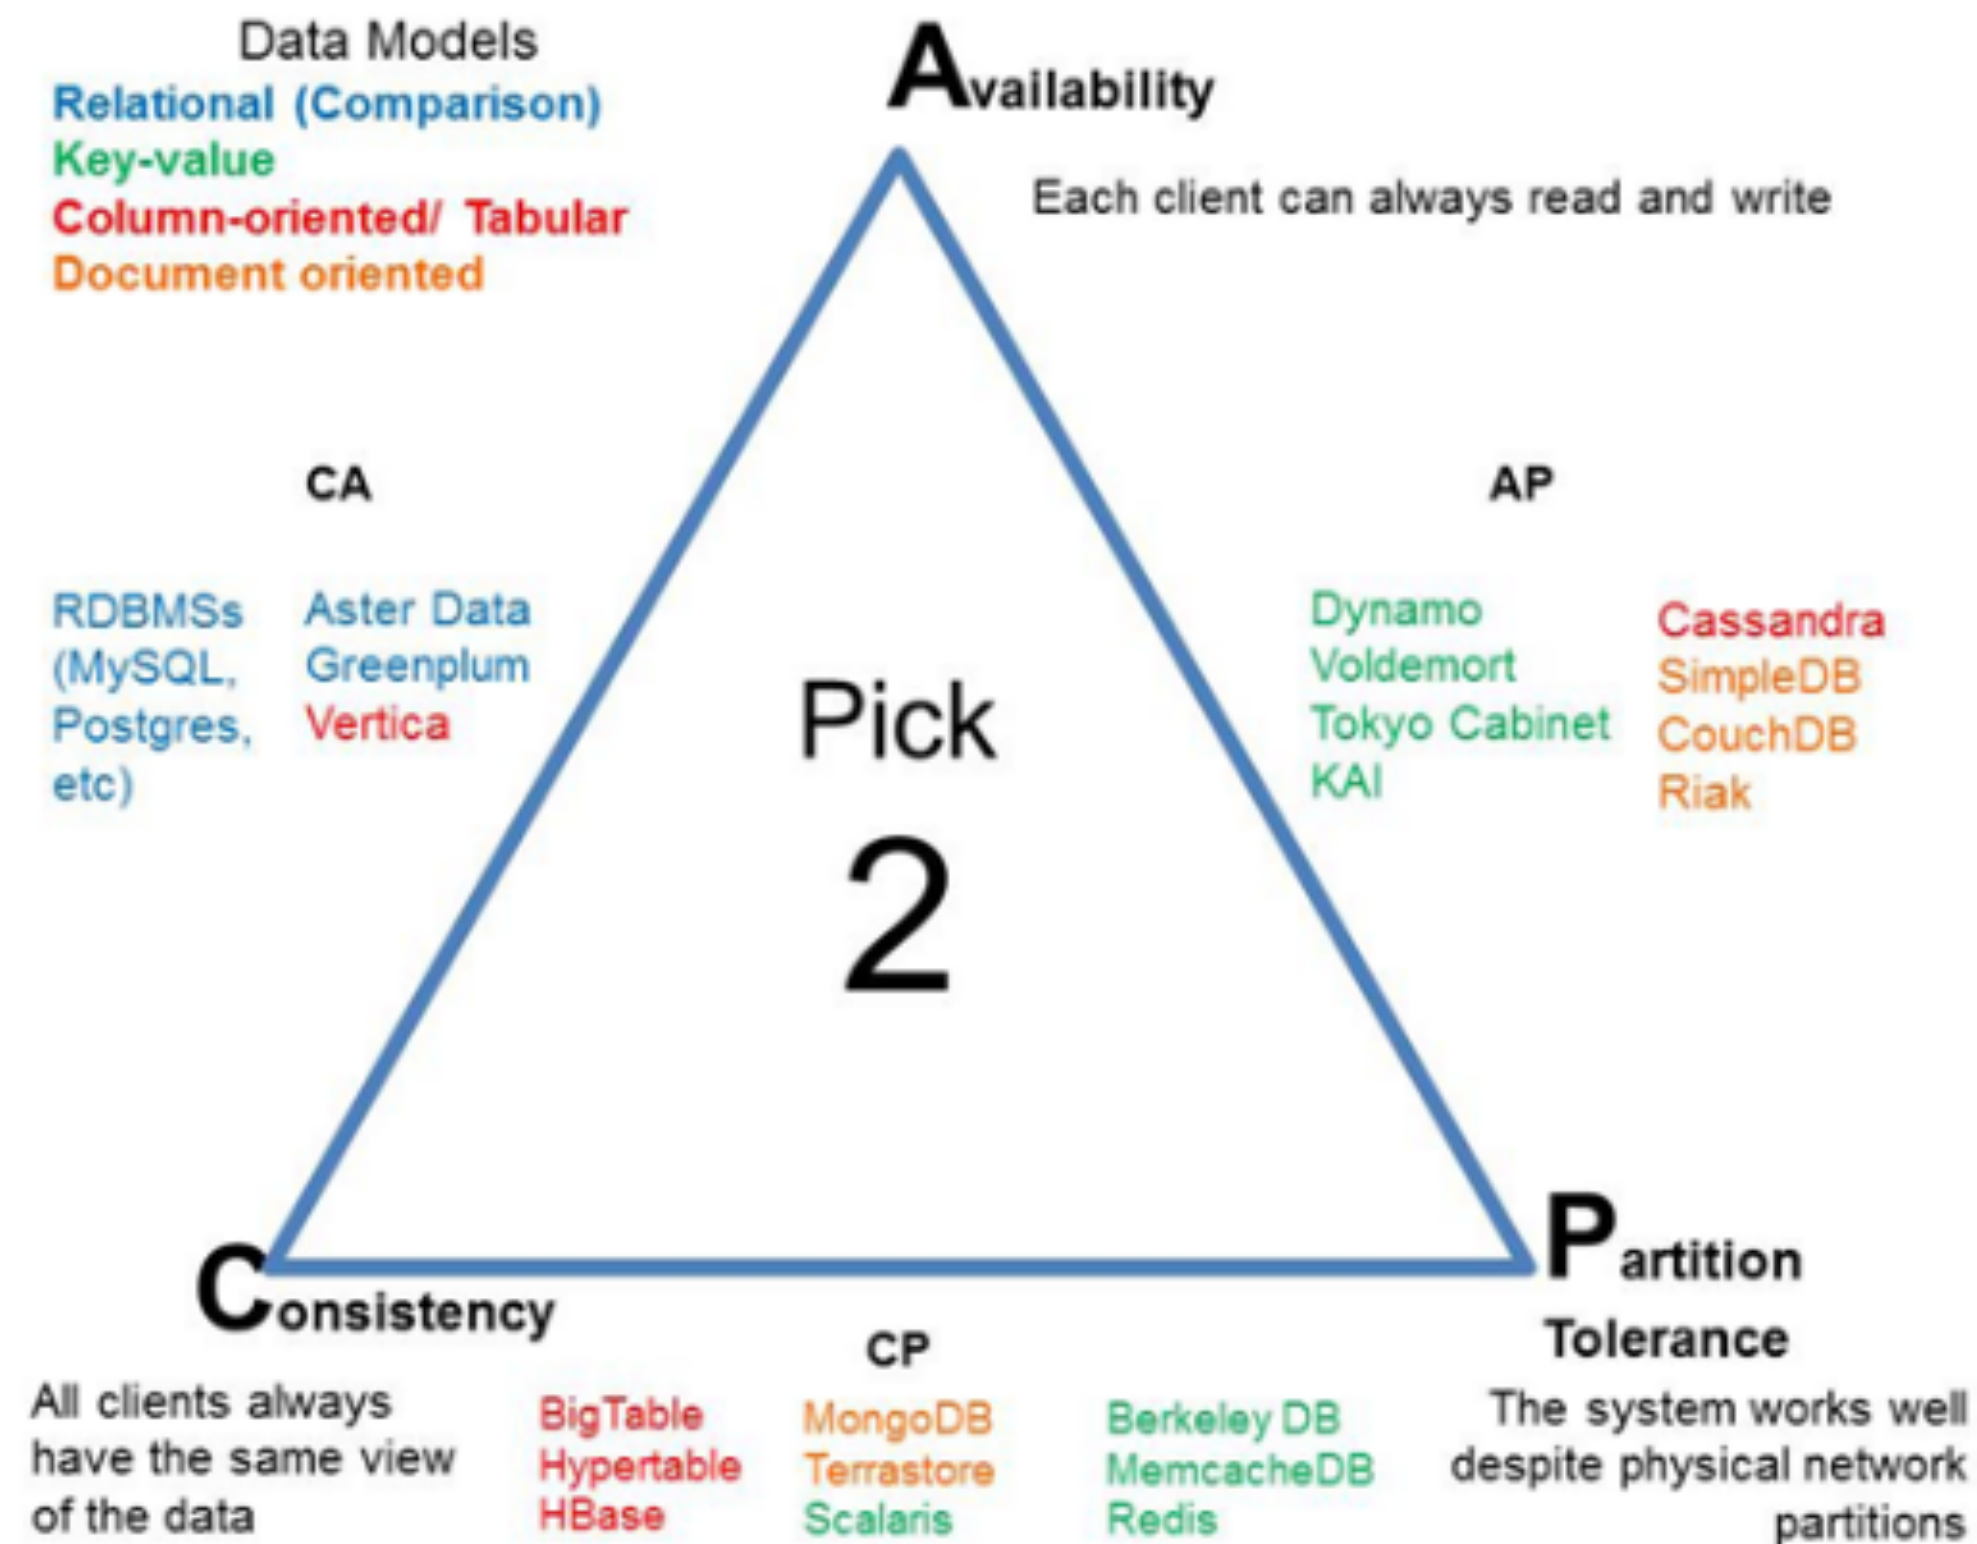 Data Models
Relational (Comparison)
Key-value
Column-oriented/ Tabular
Document oriented
Availability
Each client can always read and write
CA
RDBMSs
(MySQL,
Postgres,
etc)
Aster Data
Greenplum
Vertica
Pick
2
AP
Dynamo
Voldemort
Tokyo Cabinet
KAI
Cassandra
SimpleDB
CouchDB
Riak
Consistency
All clients always
have the same view
of the data
CP
BigTable
Hypertable
HBase
MongoDB
Terrastore
Scalaris
Berkeley DB
MemcacheDB
Redis
Partition
Tolerance
The system works well
despite physical network
partitions